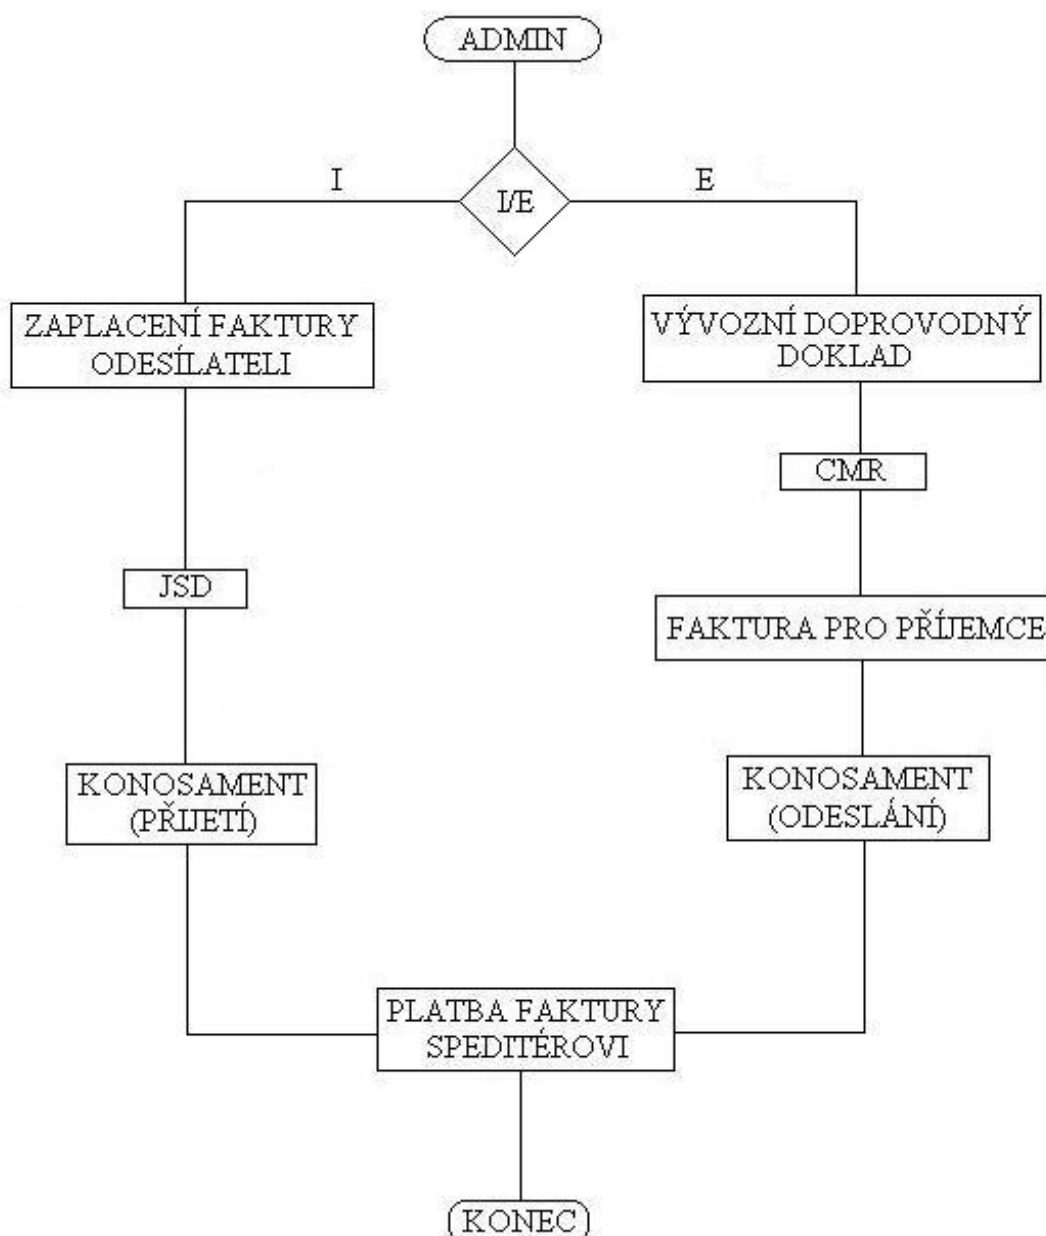 ADMIN
I
I/E
E
ZAPLACENÍ FAKTURY
ODESÍLATELI
VÝVOZNÍ DOPROVODNÝ
DOKLAD
CMR
JSD
FAKTURA PRO PŘÍJEMCE
KONOSAMENT
(PŘIJETÍ)
KONOSAMENT
(ODESLÁNÍ)
PLATBA FAKTURY
SPEDITÉROVI
KONEC